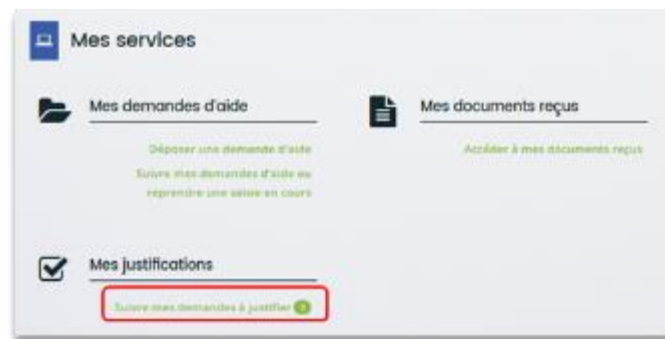 Mes services
Mes demandes d'aide
Déposer une demande d'aide
Suivre mes demandes d'aide ou
reprendre une saisie en cours
Mes documents reçus
Accéder à mes documents reçus
Mes justifications
Suivre mes demandes à justifier